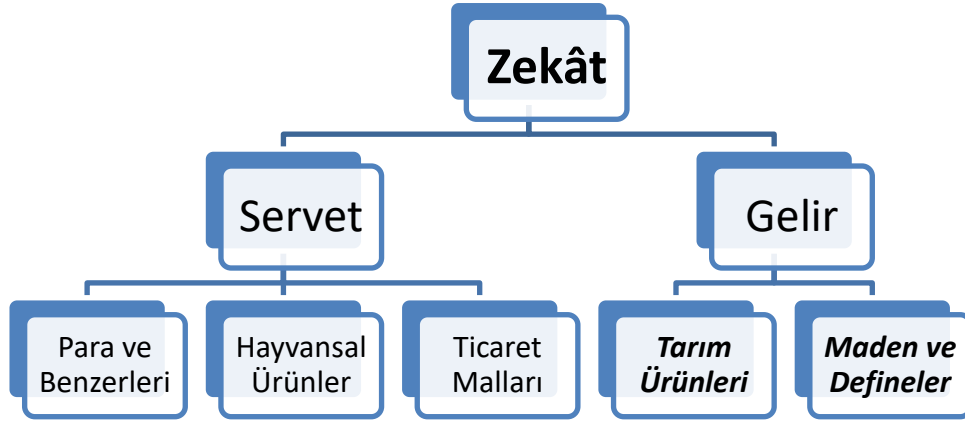 Zekât
Servet
Gelir
Para ve
Benzerleri
Hayvansal
Ürünler
Ticaret
Malları
Tarım
Ürünleri
Maden ve
Defineler